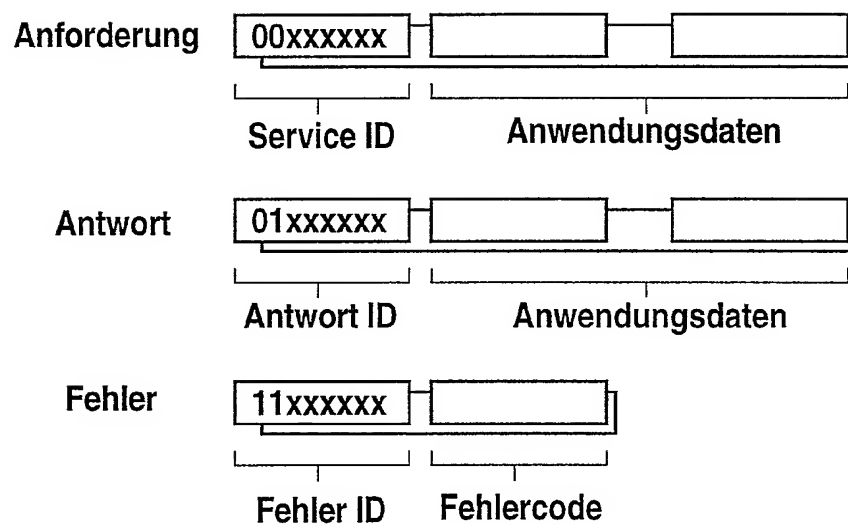 Anforderung 00xxxxxx
Service ID Anwendungsdaten
Antwort 01xxxxxx
Antwort ID Anwendungsdaten
Fehler 11xxxxxx
Fehler ID Fehlercode